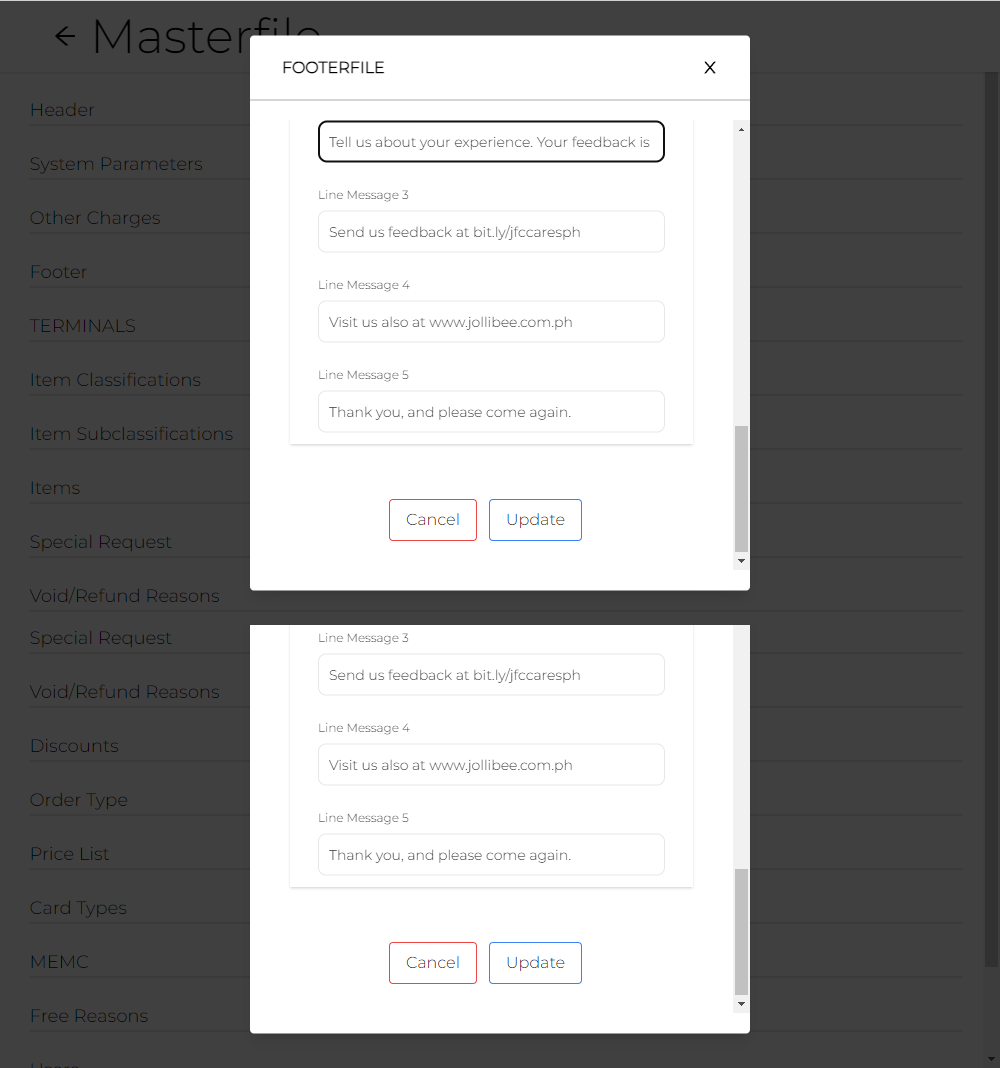 Masterfile
FOOTERFILE
X
Header
System Parameters
Other Charges
Footer
TERMINALS
Item Classifications
Item Subclassifications
Items
Special Request
Void/Refund Reasons
Special Request
Void/Refund Reasons
Discounts
Order Type
Price List
Card Types
MEMC
Free Reasons
Users
Tell us about your experience. Your feedback is
Line Message 3
Send us feedback at bit.ly/jfccaresph
Line Message 4
Visit us also at www.jollibee.com.ph
Line Message 5
Thank you, and please come again.
Cancel
Update
Line Message 3
Send us feedback at bit.ly/jfccaresph
Line Message 4
Visit us also at www.jollibee.com.ph
Line Message 5
Thank you, and please come again.
Cancel
Update